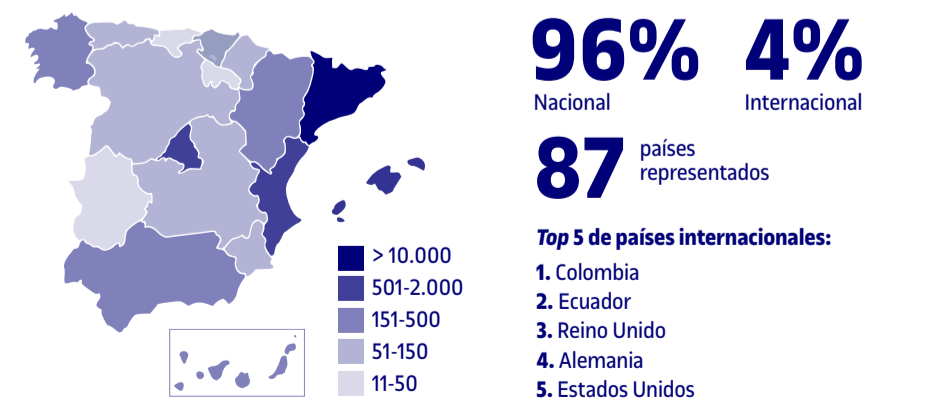 96%
4%
Nacional
Internacional
87
países
representados
Top 5 de países internacionales:
1. Colombia
2. Ecuador
3. Reino Unido
4. Alemania
5. Estados Unidos
> 10.000
501-2.000
151-500
51-150
11-50